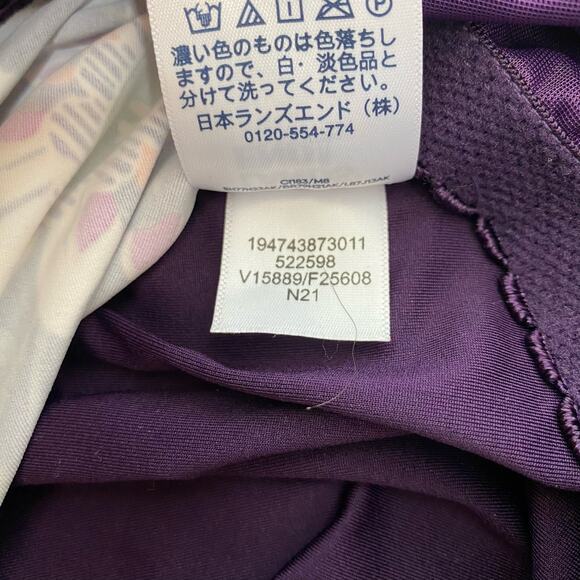 濃い色のものは色落ちし
ますので、白・淡色品と
分けて洗ってください。
日本ランズエンド（株）
0120-554-774
СП83/М8
194743873011
522598
V15889/F25608
N21